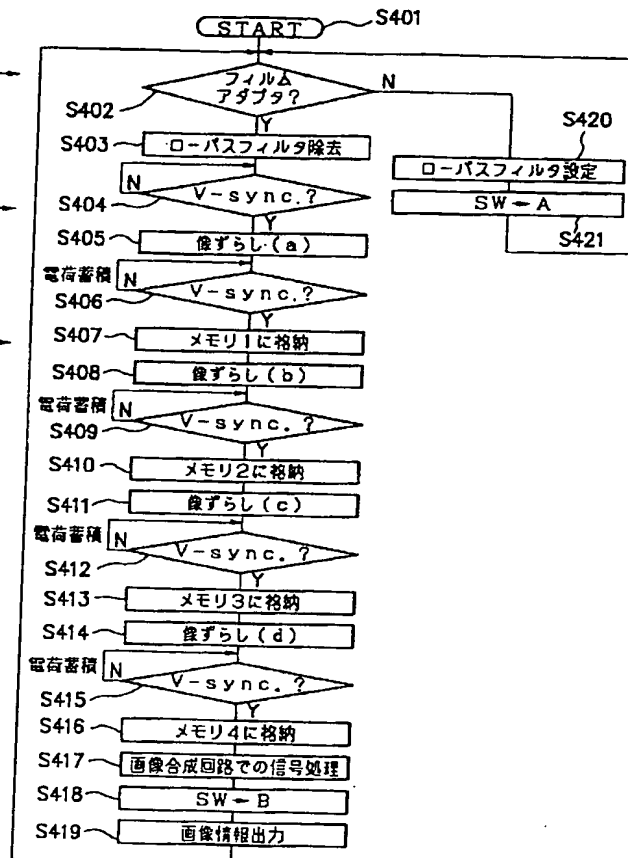 START
S401
フィルム
アダプタ?
N
S402
Y
S403
ローパスフィルタ除去
S420
ローパスフィルタ設定
N
V-sync.?
S404
SW←A
Y
S405
像ずらし(a)
S421
電荷蓄積
N
V-sync.?
S406
Y
S407
メモリ1に格納
S408
像ずらし(b)
電荷蓄積
N
V-sync.?
S409
Y
S410
メモリ2に格納
S411
像ずらし(c)
電荷蓄積
N
V-sync.?
S412
Y
S413
メモリ3に格納
S414
像ずらし(d)
電荷蓄積
N
V-sync.?
S415
Y
S416
メモリ4に格納
S417
画像合成回路での信号処理
S418
SW←B
S419
画像情報出力